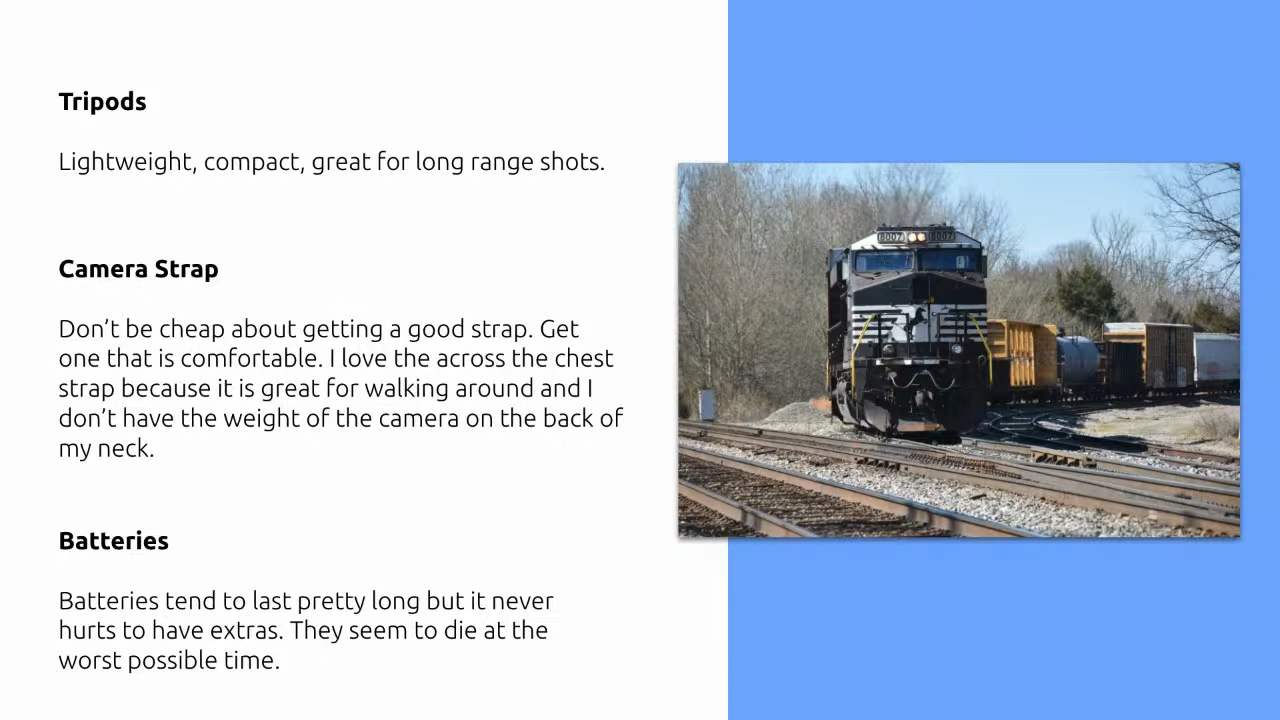 Tripods
Lightweight, compact, great for long range shots.
Camera Strap
Don’t be cheap about getting a good strap. Get
one that is comfortable. I love the across the chest
strap because it is great for walking around and I
don’t have the weight of the camera on the back of
my neck.
Batteries
Batteries tend to last pretty long but it never
hurts to have extras. They seem to die at the
worst possible time.
8007 8007